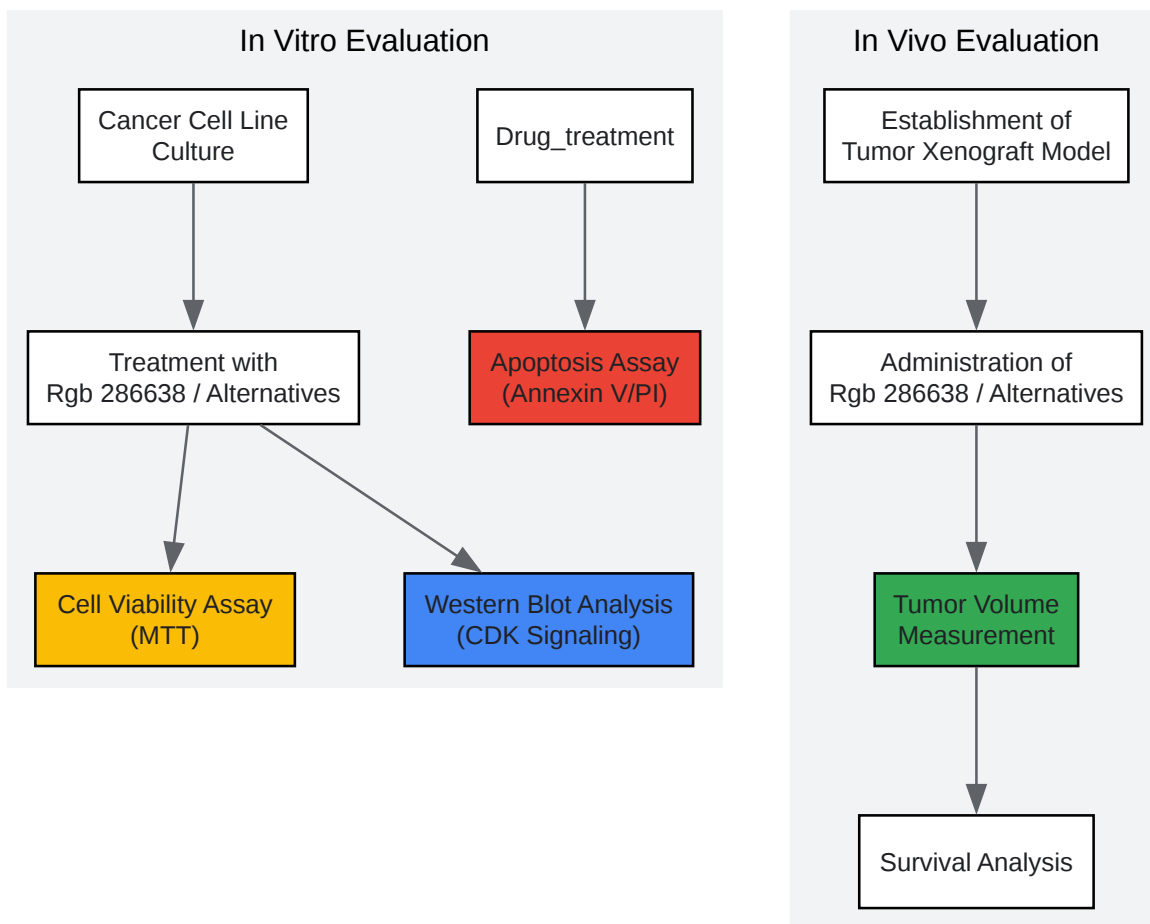 In Vitro Evaluation
Cancer Cell Line
Culture
Drug_treatment
Treatment with
Rgb 286638 / Alternatives
Apoptosis Assay
(Annexin V/PI)
Cell Viability Assay
(MTT)
Western Blot Analysis
(CDK Signaling)
In Vivo Evaluation
Establishment of
Tumor Xenograft Model
Administration of
Rgb 286638 / Alternatives
Tumor Volume
Measurement
Survival Analysis